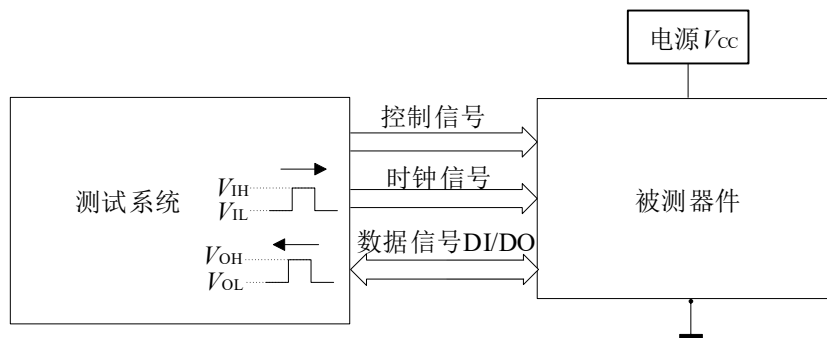 电源VCC
控制信号
测试系统
VIH
VIL
时钟信号
被测器件
数据信号DI/DO
VOH
VOL